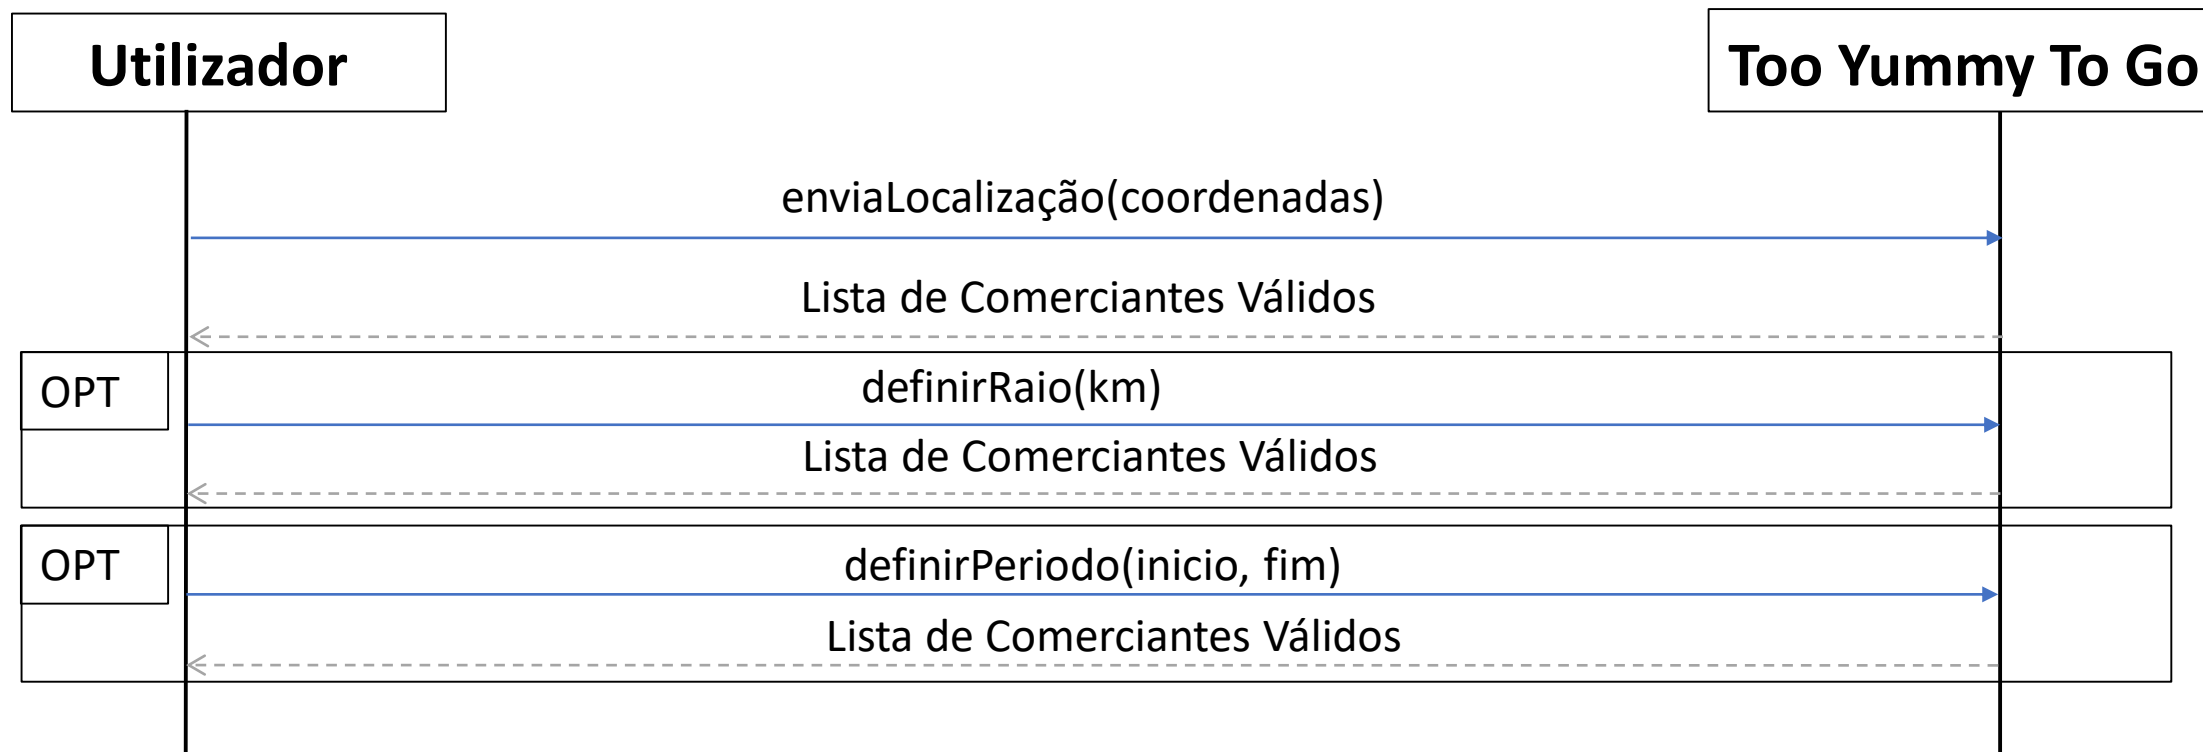 Utilizador
Too Yummy To Go
enviaLocalização(coordenadas)
Lista de Comerciantes Válidos
OPT
definirRaio(km)
Lista de Comerciantes Válidos
OPT
definirPeriodo(inicio, fim)
Lista de Comerciantes Válidos